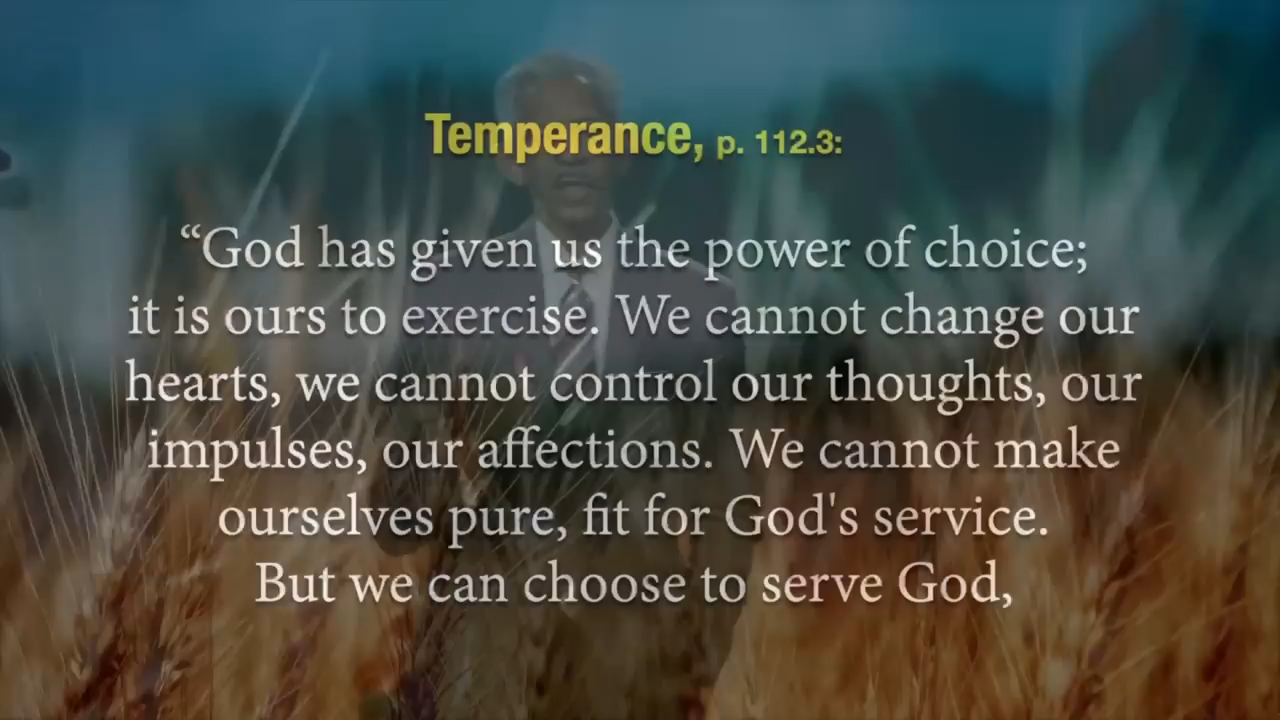 Temperance, p. 112.3:
“God has given us the power of choice;
it is ours to exercise. We cannot change our
hearts, we cannot control our thoughts, our
impulses, our affections. We cannot make
ourselves pure, fit for God's service.
But we can choose to serve God,